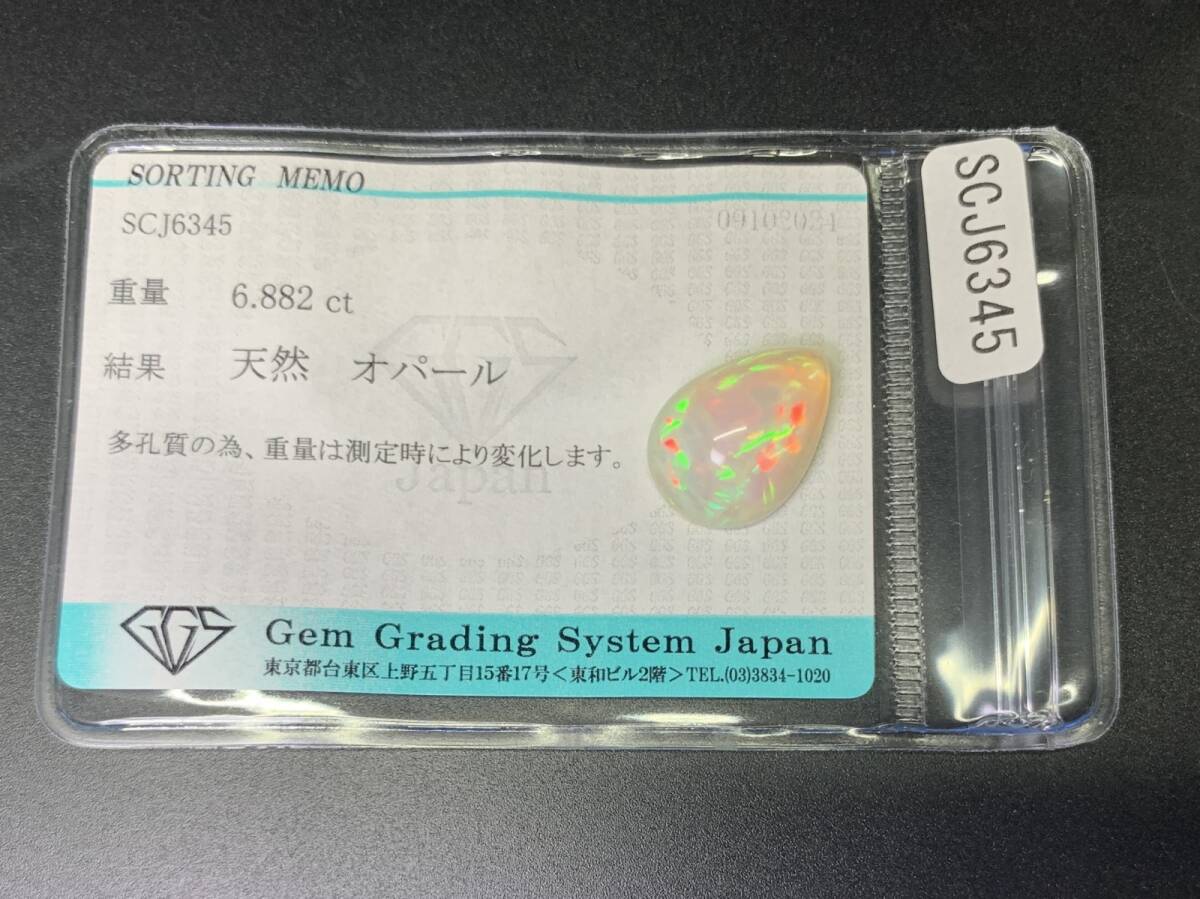 SORTING MEMO
SCJ6345
重量 6.882 ct
結果 天然 オパール
多孔質の為、重量は測定時により変化します。
Japan
GGS
Gem Grading System Japan
東京都台東区上野五丁目15番17号＜東和ビル2階＞TEL.(03)3834-1020
SCJ6345